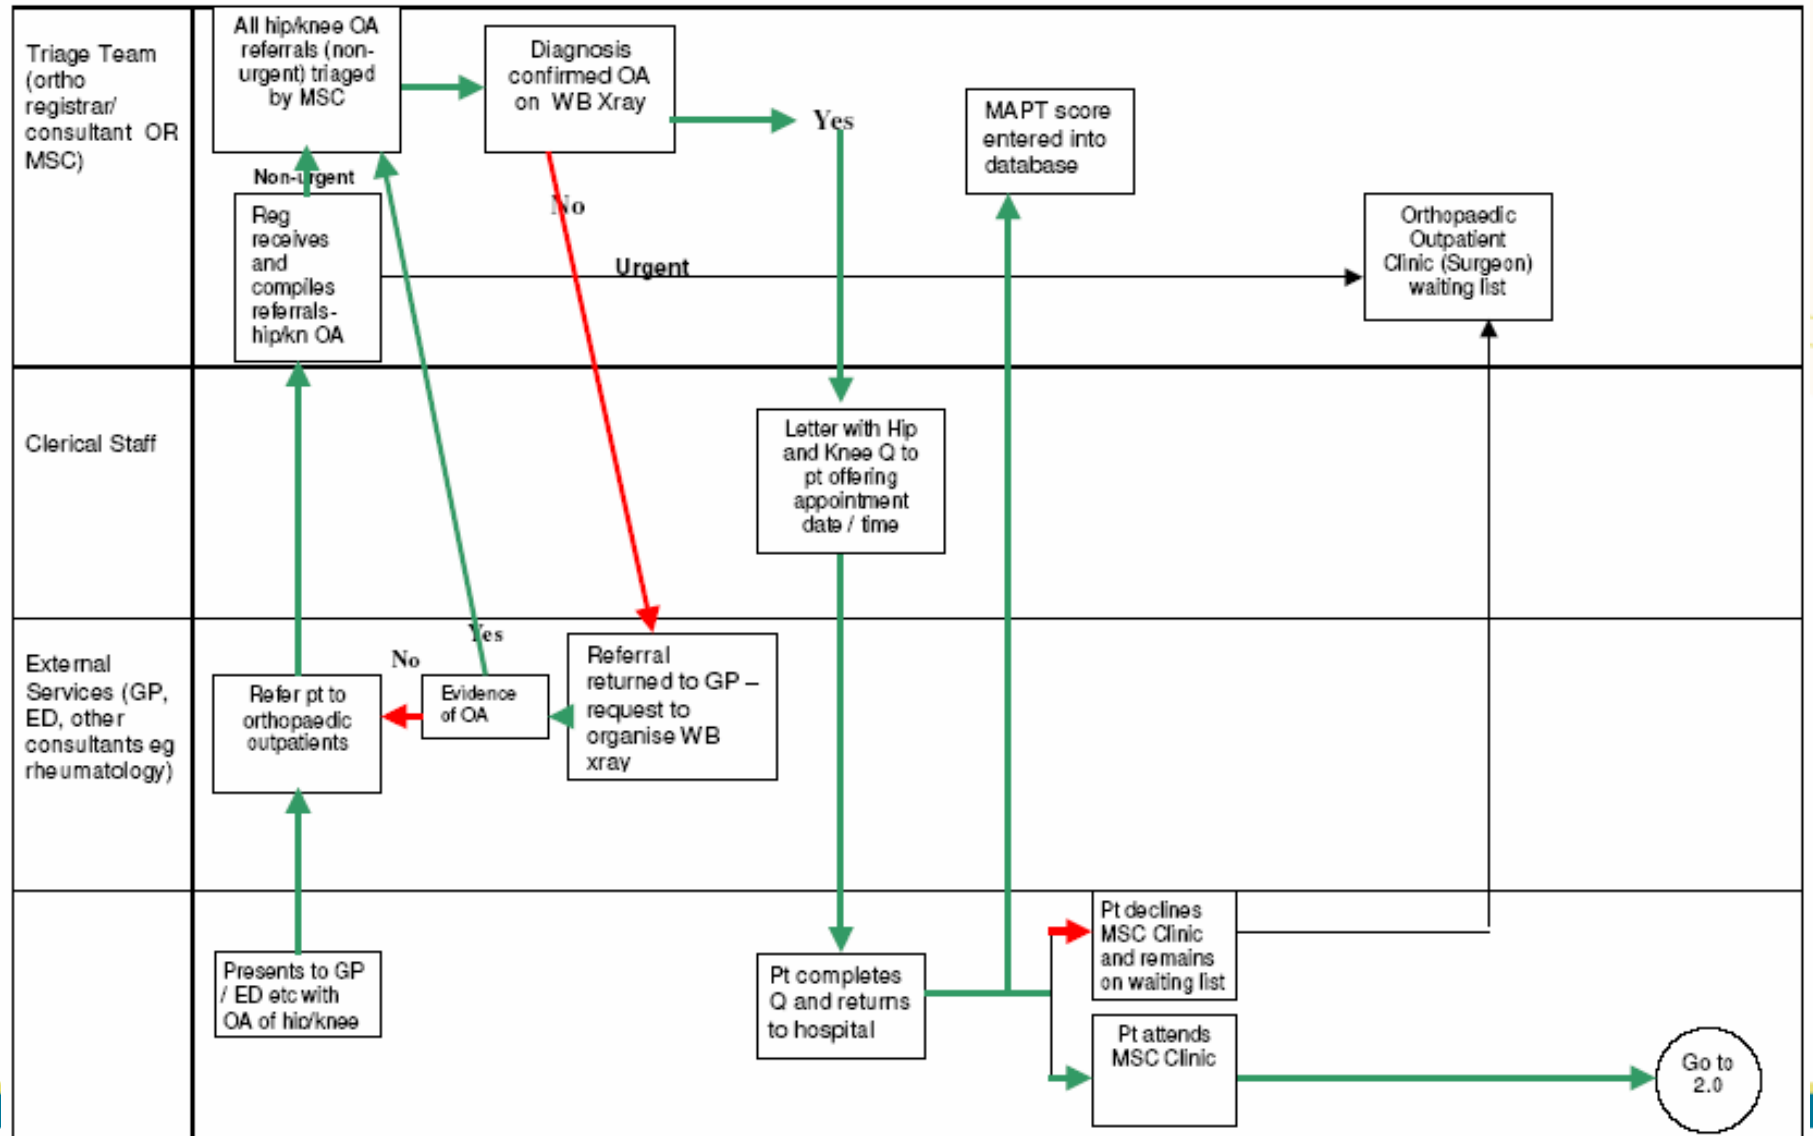 Triage Team
(ortho
registrar/
consultant OR
MSC)
All hip/knee OA
referrals (non-
urgent) triaged
by MSC
Diagnosis
confirmed OA
on WB Xray
Yes
MAPT score
entered into
database
Non-urgent
No
Reg
receives
and
compiles
referrals-
hip/kn OA
Urgent
Orthopaedic
Outpatient
Clinic (Surgeon)
waiting list
Clerical Staff
Letter with Hip
and Knee Q to
pt offering
appointment
date / time
External
Services (GP,
ED, other
consultants eg
rheumatology)
Refer pt to
orthopaedic
outpatients
No
Yes
Evidence
of OA
Referral
returned to GP –
request to
organise WB
xray
Presents to GP
/ ED etc with
OA of hip/knee
Pt completes
Q and returns
to hospital
Pt declines
MSC Clinic
and remains
on waiting list
Pt attends
MSC Clinic
Go to
2.0